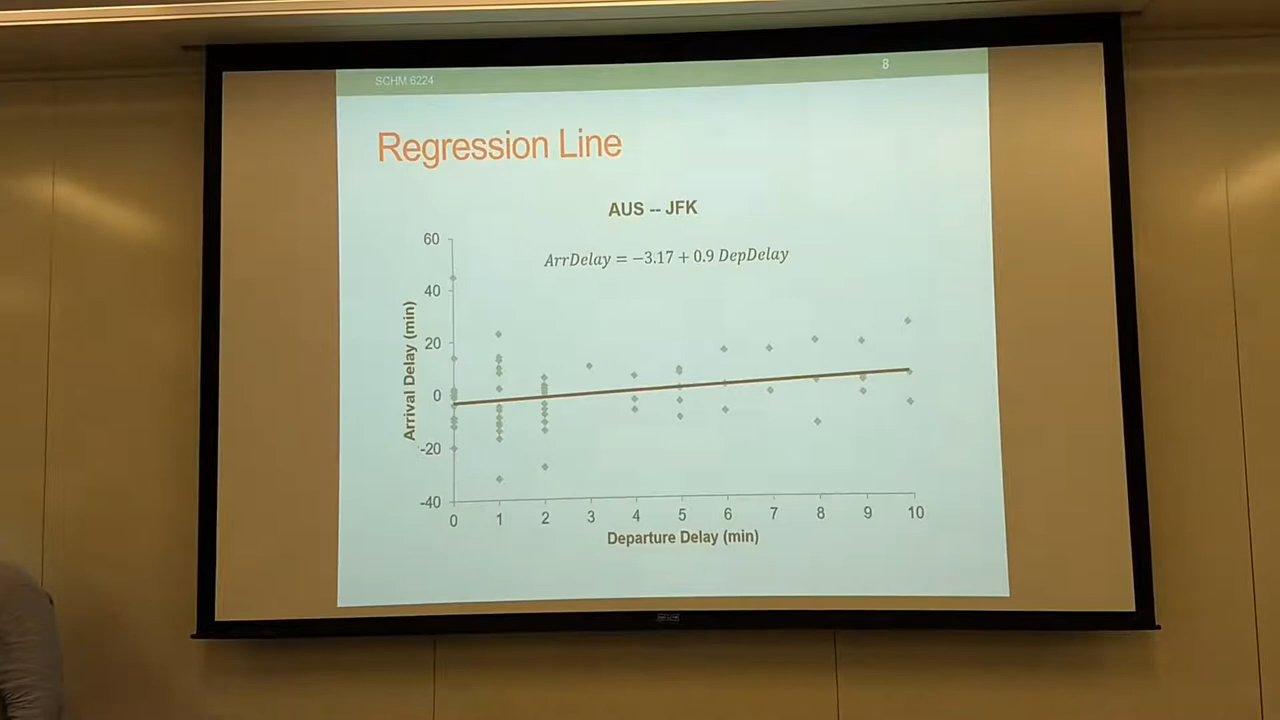 SCHM 6224
8
Regression Line
AUS -- JFK
ArrDelay = −3.17 + 0.9 DepDelay
60
40
20
0
-20
-40
Arrival Delay (min)
0 1 2 3 4 5 6 7 8 9 10
Departure Delay (min)